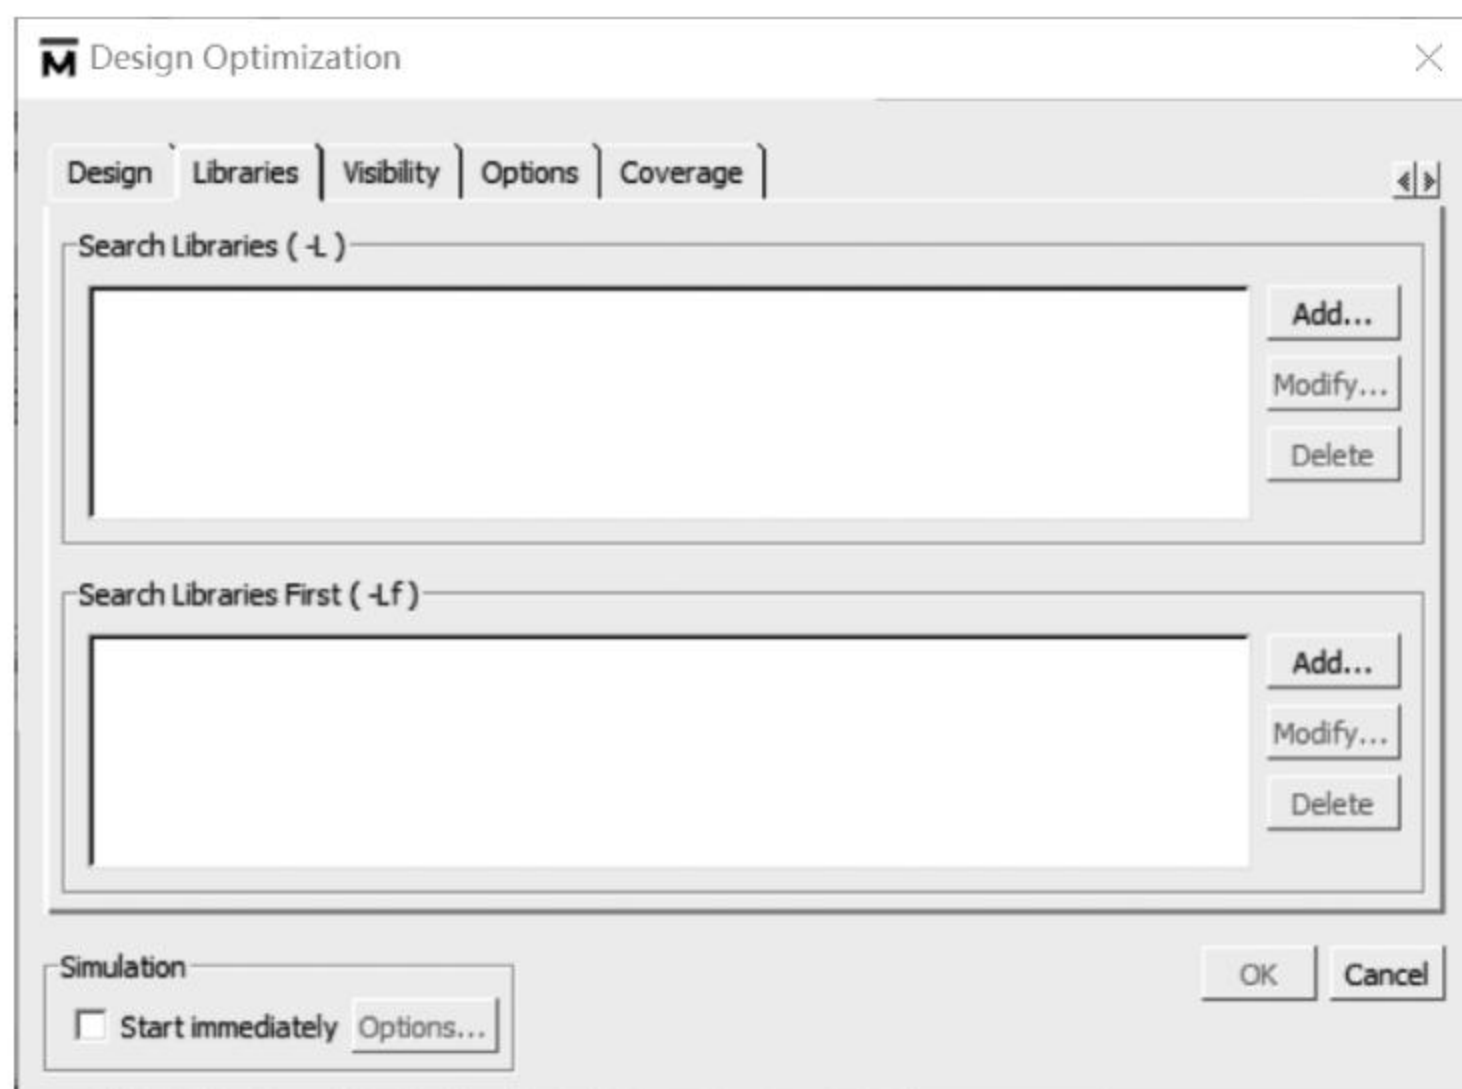 Design Optimization
Design Libraries Visibility Options Coverage
Search Libraries ( -L )
Add...
Modify...
Delete
Search Libraries First ( -Lf )
Add...
Modify...
Delete
Simulation
Start immediately Options...
OK Cancel